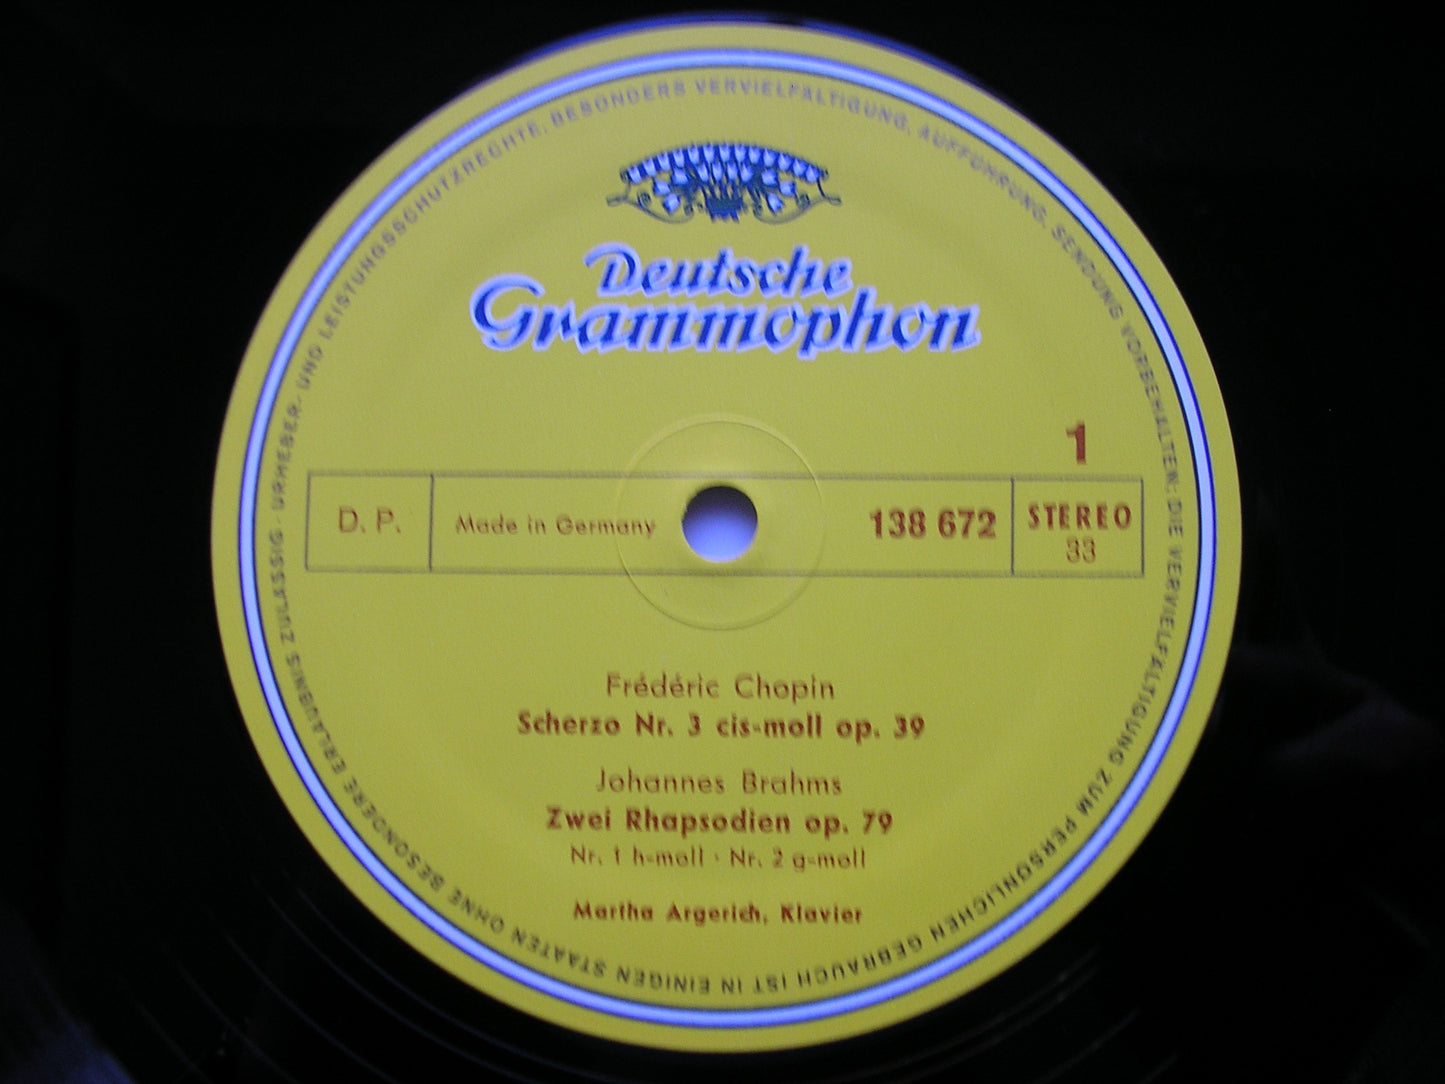 URHEBER- UND LEISTUNGSSCHUTZRECHTE, BESONDERS VERVIELFÄLTIGUNG, AUFFÜHRUNG, SENDUNG VORBEHALTEN; DIE VERVIELFÄLTIGUNG ZUM PERSÖNLICHEN GEBRAUCH IST IN EINIGEN STAATEN OHNE BESONDERE ERLAUBNIS ZULÄSSIG ·
Deutsche
Grammophon
1
D. P. Made in Germany 138 672 STEREO
33
Frédéric Chopin
Scherzo Nr. 3 cis-moll op. 39
Johannes Brahms
Zwei Rhapsodien op. 79
Nr. 1 h-moll · Nr. 2 g-moll
Martha Argerich, Klavier